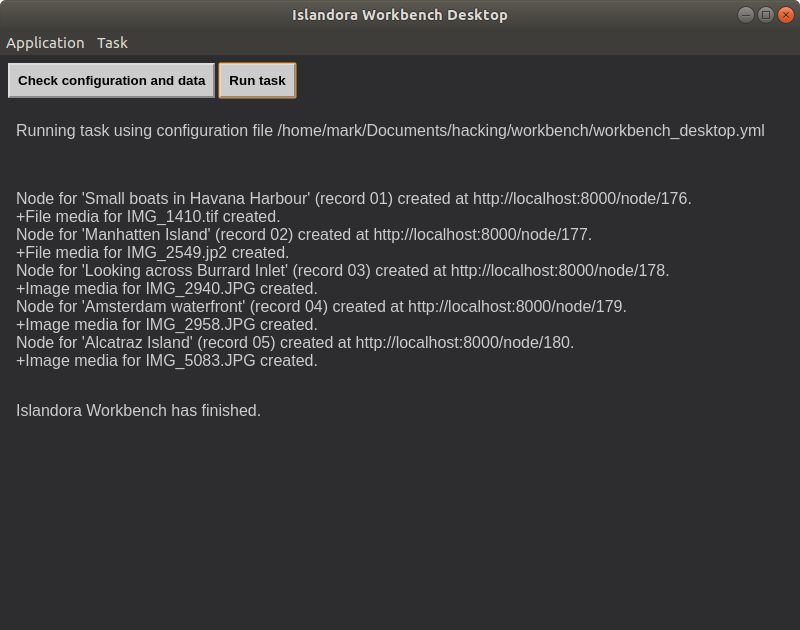 Islandora Workbench Desktop
Application Task
Check configuration and data Run task
Running task using configuration file /home/mark/Documents/hacking/workbench/workbench_desktop.yml
Node for 'Small boats in Havana Harbour' (record 01) created at http://localhost:8000/node/176.
+File media for IMG_1410.tif created.
Node for 'Manhatten Island' (record 02) created at http://localhost:8000/node/177.
+File media for IMG_2549.jp2 created.
Node for 'Looking across Burrard Inlet' (record 03) created at http://localhost:8000/node/178.
+Image media for IMG_2940.JPG created.
Node for 'Amsterdam waterfront' (record 04) created at http://localhost:8000/node/179.
+Image media for IMG_2958.JPG created.
Node for 'Alcatraz Island' (record 05) created at http://localhost:8000/node/180.
+Image media for IMG_5083.JPG created.
Islandora Workbench has finished.